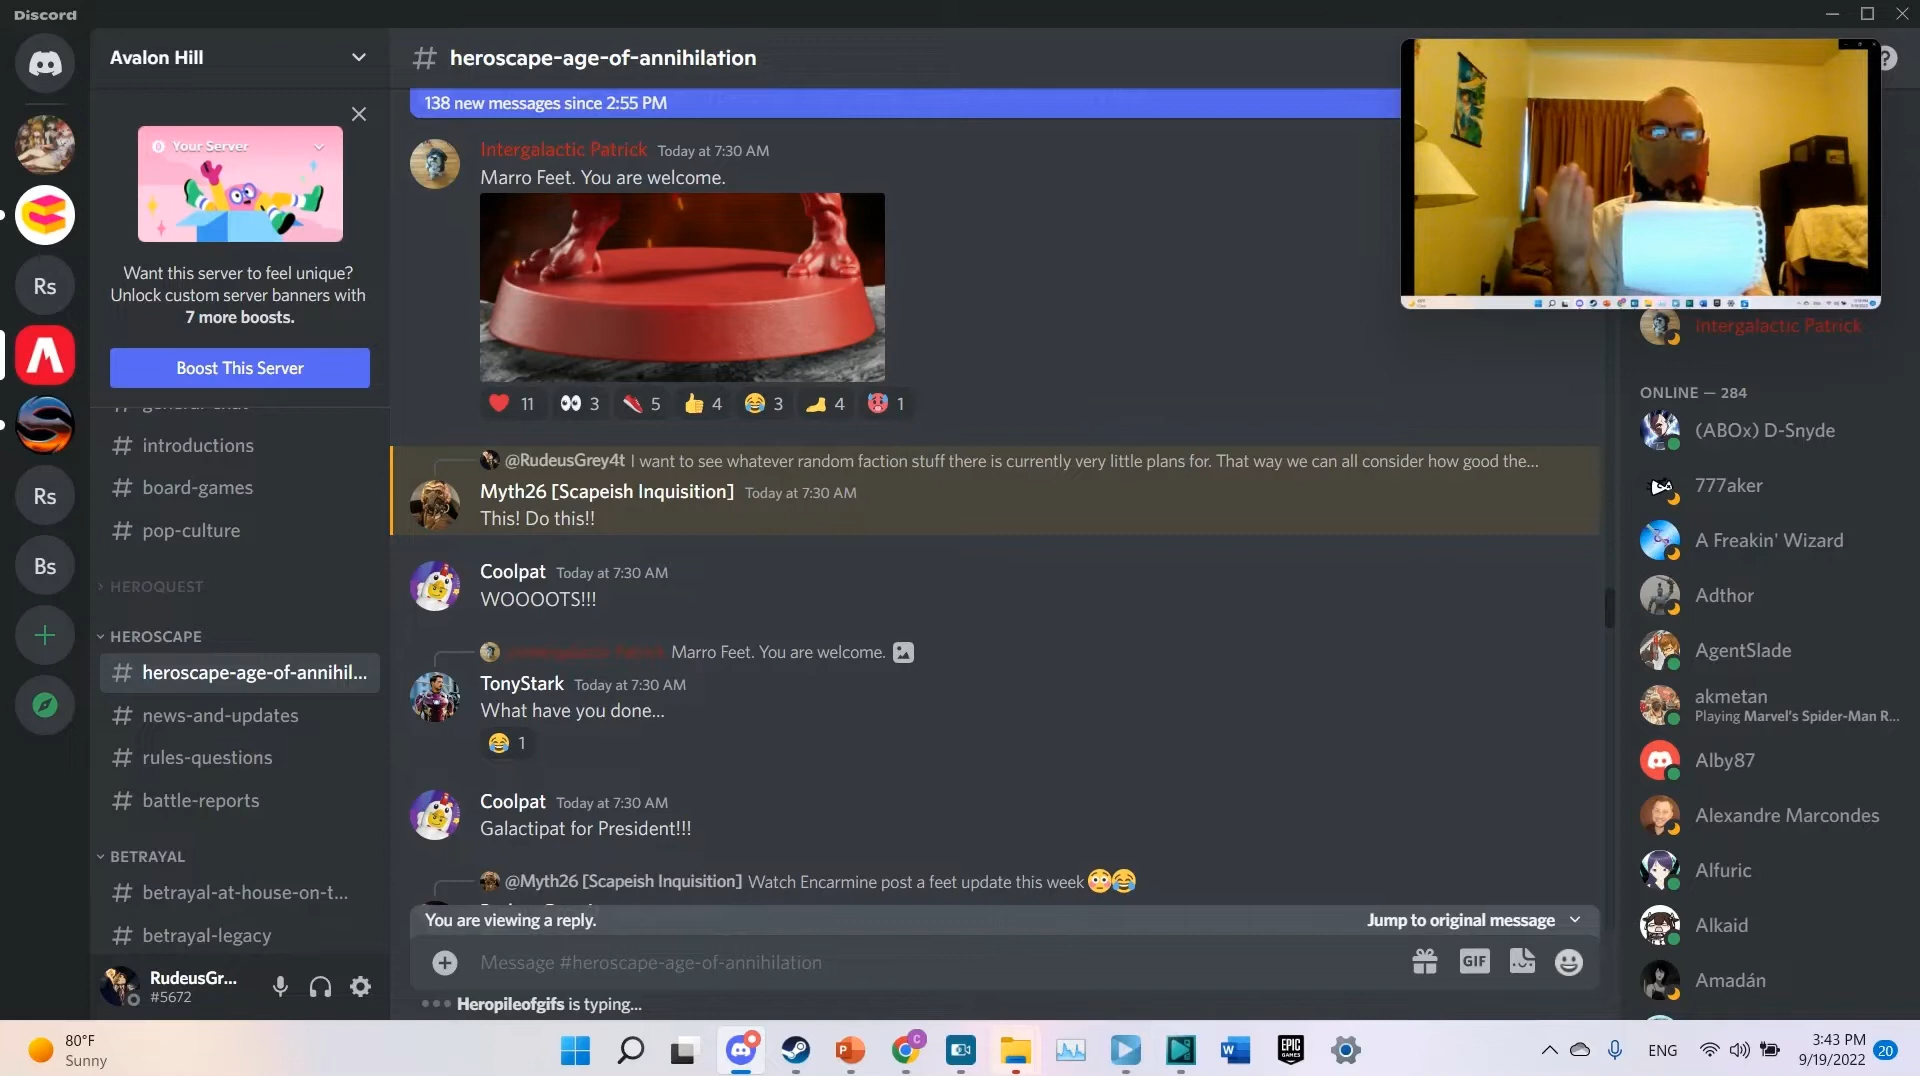 Discord
Avalon Hill
# heroscape-age-of-annihilation
138 new messages since 2:55 PM
Your Server
Want this server to feel unique?
Unlock custom server banners with
7 more boosts.
Boost This Server
general-chat
# introductions
# board-games
# pop-culture
HEROQUEST
HEROSCAPE
# heroscape-age-of-annihil...
# news-and-updates
# rules-questions
# battle-reports
BETRAYAL
# betrayal-at-house-on-t...
# betrayal-legacy
RudeusGr...
#5672
Rs
Rs
Bs
Intergalactic Patrick Today at 7:30 AM
Marro Feet. You are welcome.
11 3 5 4 3 4 1
@RudeusGrey4t I want to see whatever random faction stuff there is currently very little plans for. That way we can all consider how good the...
Myth26 [Scapeish Inquisition] Today at 7:30 AM
This! Do this!!
Coolpat Today at 7:30 AM
WOOOOTS!!!
Marro Feet. You are welcome.
TonyStark Today at 7:30 AM
What have you done...
😂 1
Coolpat Today at 7:30 AM
Galactipat for President!!!
@Myth26 [Scapeish Inquisition] Watch Encarmine post a feet update this week 😳😂
You are viewing a reply.
Jump to original message
Message #heroscape-age-of-annihilation
GIF
Heropileofgifs is typing...
Intergalactic Patrick
ONLINE — 284
(ABOx) D-Snyde
777aker
A Freakin' Wizard
Adthor
AgentSlade
akmetan
Playing Marvel's Spider-Man R...
Alby87
Alexandre Marcondes
Alfuric
Alkaid
Amadán
80°F
Sunny
C
EPIC
GAMES
ENG
3:43 PM
9/19/2022
20